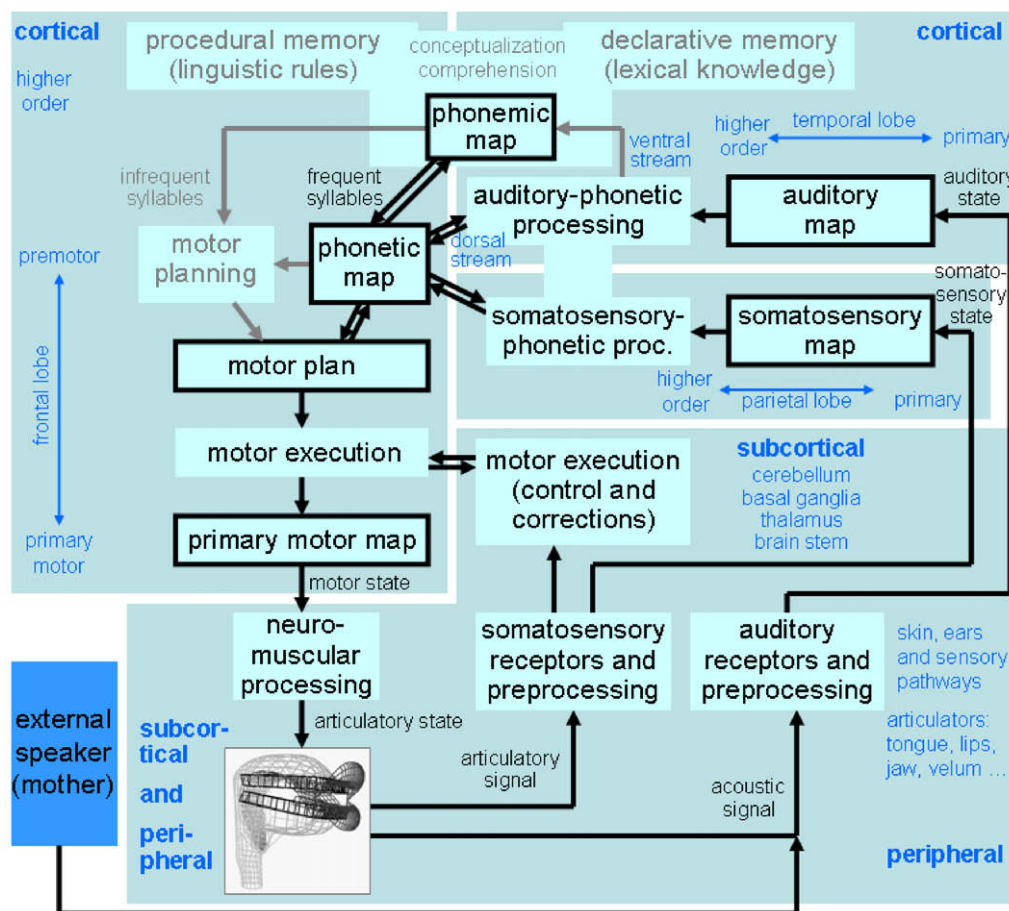 cortical
higher
order
procedural memory
(linguistic rules)
conceptualization
comprehension
declarative memory
(lexical knowledge)
cortical
phonemic
map
ventral
stream
higher
order
temporal lobe
primary
infrequent
syllables
frequent
syllables
auditory-phonetic
processing
auditory
map
auditory
state
premotor
motor
planning
phonetic
map
dorsal
stream
somato-
sensory
state
somatosensory-
phonetic proc.
somatosensory
map
motor plan
higher
order
parietal lobe
primary
frontal lobe
motor execution
motor execution
(control and
corrections)
subcortical
cerebellum
basal ganglia
thalamus
brain stem
primary
motor
primary motor map
motor state
neuro-
muscular
processing
somatosensory
receptors and
preprocessing
auditory
receptors and
preprocessing
skin, ears
and sensory
pathways
external
speaker
(mother)
subcor-
tical
and
peri-
pheral
articulatory state
articulatory
signal
acoustic
signal
articulators:
tongue, lips,
jaw, velum ...
peripheral